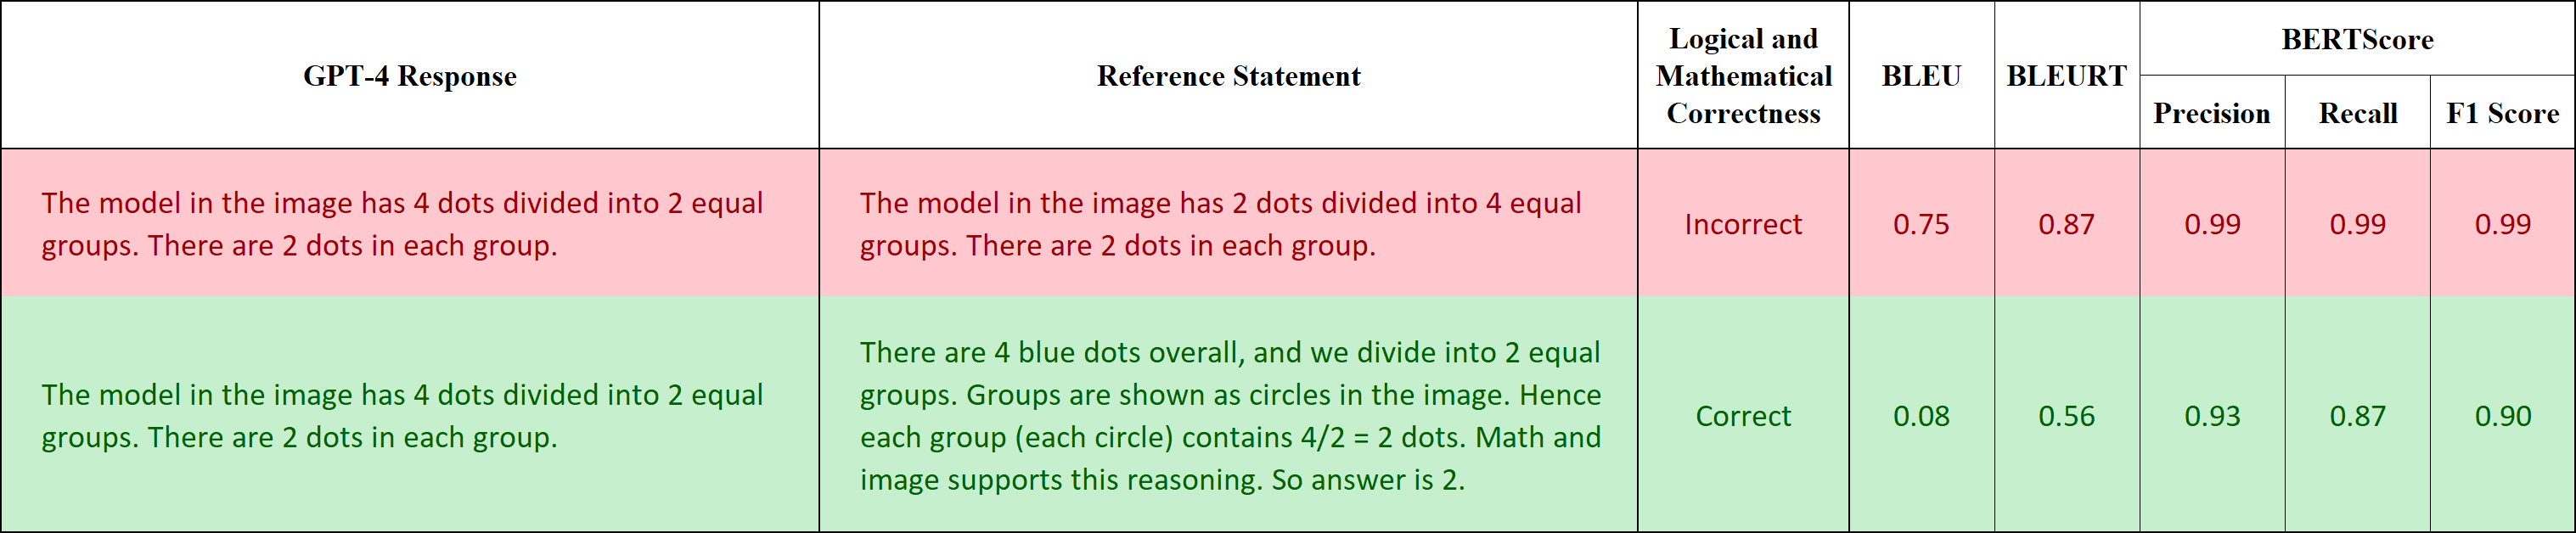 GPT-4 Response
Reference Statement
Logical and
Mathematical
Correctness
BLEU
BLEURT
BERTScore
Precision
Recall
F1 Score
The model in the image has 4 dots divided into 2 equal
groups. There are 2 dots in each group.
The model in the image has 2 dots divided into 4 equal
groups. There are 2 dots in each group.
Incorrect
0.75
0.87
0.99
0.99
0.99
The model in the image has 4 dots divided into 2 equal
groups. There are 2 dots in each group.
There are 4 blue dots overall, and we divide into 2 equal
groups. Groups are shown as circles in the image. Hence
each group (each circle) contains 4/2 = 2 dots. Math and
image supports this reasoning. So answer is 2.
Correct
0.08
0.56
0.93
0.87
0.90